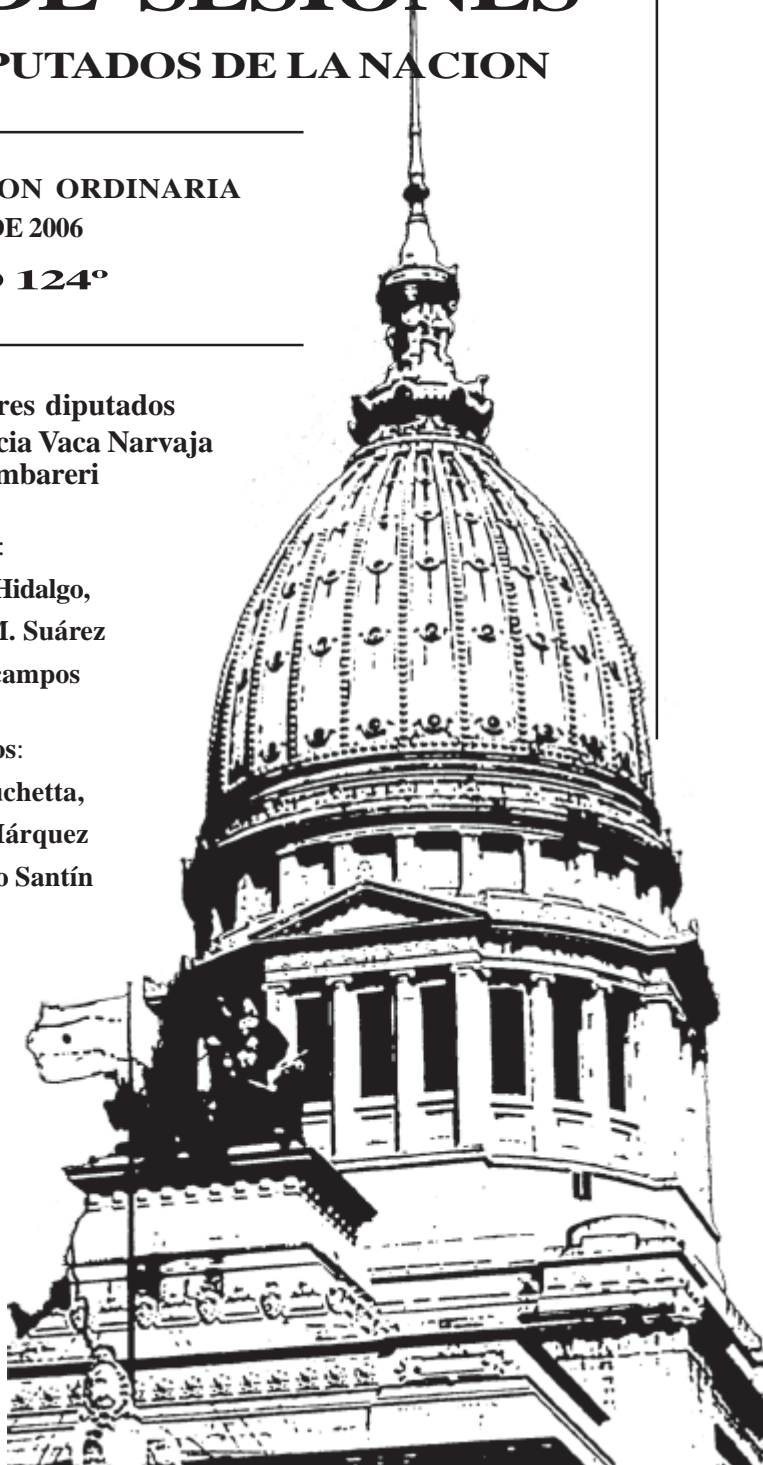 DE SESIONES
PUTADOS DE LA NACION
ON ORDINARIA
DE 2006
o 124º
res diputados
cia Vaca Narvaja
mbareri
:
Hidalgo,
M. Suárez
campos
os:
uchetta,
Márquez
o Santín